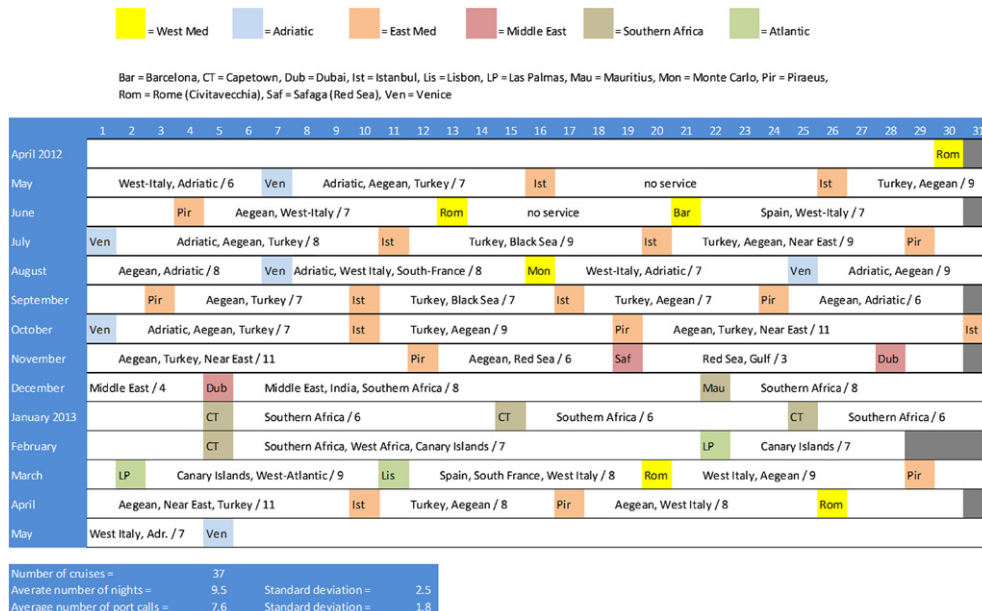 = West Med = Adriatic = East Med = Middle East = Southern Africa = Atlantic
Bar = Barcelona, CT = Capetown, Dub = Dubai, Ist = Istanbul, Lis = Lisbon, LP = Las Palmas, Mau = Mauritius, Mon = Monte Carlo, Pir = Piraeus,
Rom = Rome (Civitavecchia), Saf = Safaga (Red Sea), Ven = Venice
1 2 3 4 5 6 7 8 9 10 11 12 13 14 15 16 17 18 19 20 21 22 23 24 25 26 27 28 29 30 31
April 2012 Rom
May West-Italy, Adriatic / 6 Ven Adriatic, Aegean, Turkey / 7 Ist no service Ist Turkey, Aegean / 9
June Pir Aegean, West-Italy / 7 Rom no service Bar Spain, West-Italy / 7
July Ven Adriatic, Aegean, Turkey / 8 Ist Turkey, Black Sea / 9 Ist Turkey, Aegean, Near East / 9 Pir
August Aegean, Adriatic / 8 Ven Adriatic, West Italy, South-France / 8 Mon West-Italy, Adriatic / 7 Ven Adriatic, Aegean / 9
September Pir Aegean, Turkey / 7 Ist Turkey, Black Sea / 7 Ist Turkey, Aegean / 7 Pir Aegean, Adriatic / 6
October Ven Adriatic, Aegean, Turkey / 7 Ist Turkey, Aegean / 9 Pir Aegean, Turkey, Near East / 11 Ist
November Aegean, Turkey, Near East / 11 Pir Aegean, Red Sea / 6 Saf Red Sea, Gulf / 3 Dub
December Middle East / 4 Dub Middle East, India, Southern Africa / 8 Mau Southern Africa / 8
January 2013 CT Southern Africa / 6 CT Southern Africa / 6 CT Southern Africa / 6
February CT Southern Africa, West Africa, Canary Islands / 7 LP Canary Islands / 7
March LP Canary Islands, West-Atlantic / 9 Lis Spain, South France, West Italy / 8 Rom West Italy, Aegean / 9 Pir
April Aegean, Near East, Turkey / 11 Ist Turkey, Aegean / 8 Pir Aegean, West Italy / 8 Rom
May West Italy, Adr. / 7 Ven
Number of cruises = 37
Averate number of nights = 9.5 Standard deviation = 2.5
Average number of port calls = 7.6 Standard deviation = 1.8